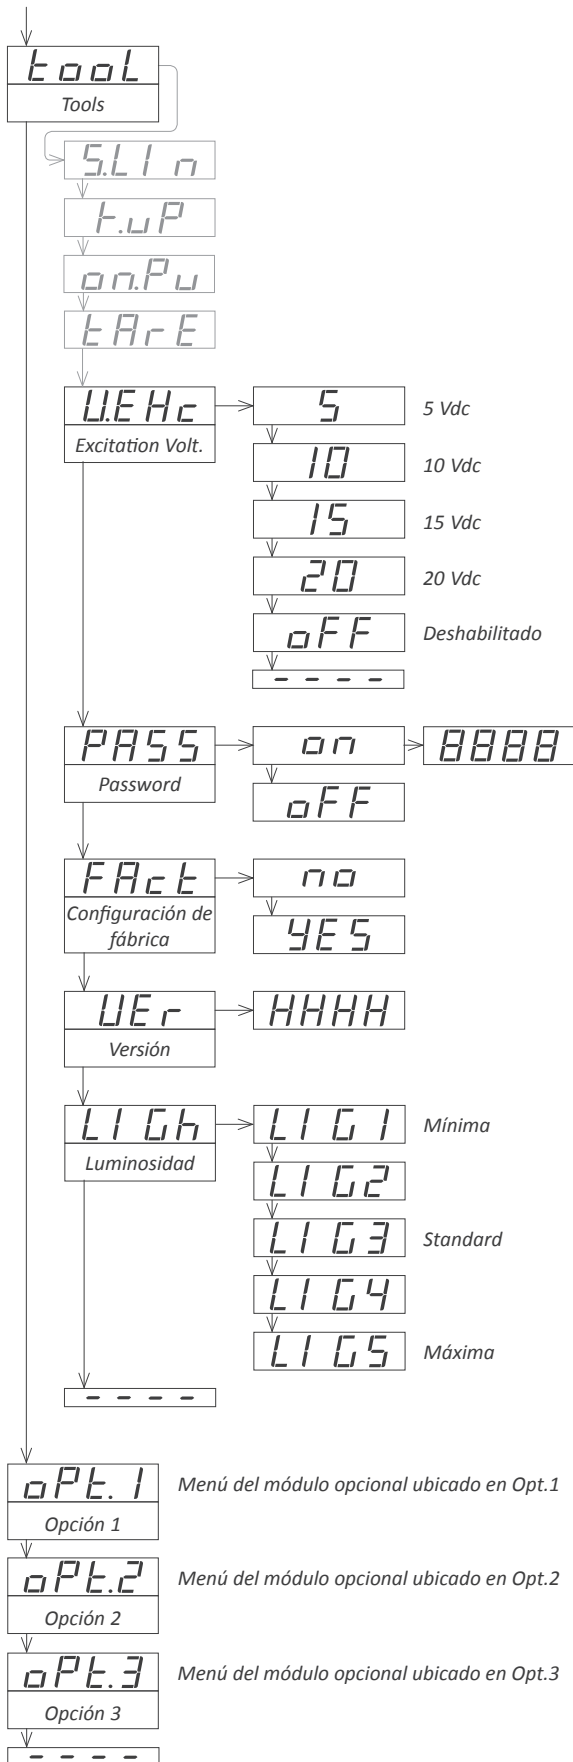 tooL
Tools
S.LIn
t.uP
on.Pu
tArE
U.EHc
Excitation Volt.
5
5 Vdc
10
10 Vdc
15
15 Vdc
20
20 Vdc
oFF
Deshabilitado
- - - -
PASS
Password
on
8888
oFF
FAct
Configuración de
fábrica
no
YES
VEr
Versión
HHHH
LIGh
Luminosidad
LIG1
Mínima
LIG2
LIG3
Standard
LIG4
LIG5
Máxima
- - - -
oPt.1
Opción 1
Menú del módulo opcional ubicado en Opt.1
oPt.2
Opción 2
Menú del módulo opcional ubicado en Opt.2
oPt.3
Opción 3
Menú del módulo opcional ubicado en Opt.3
- - - -